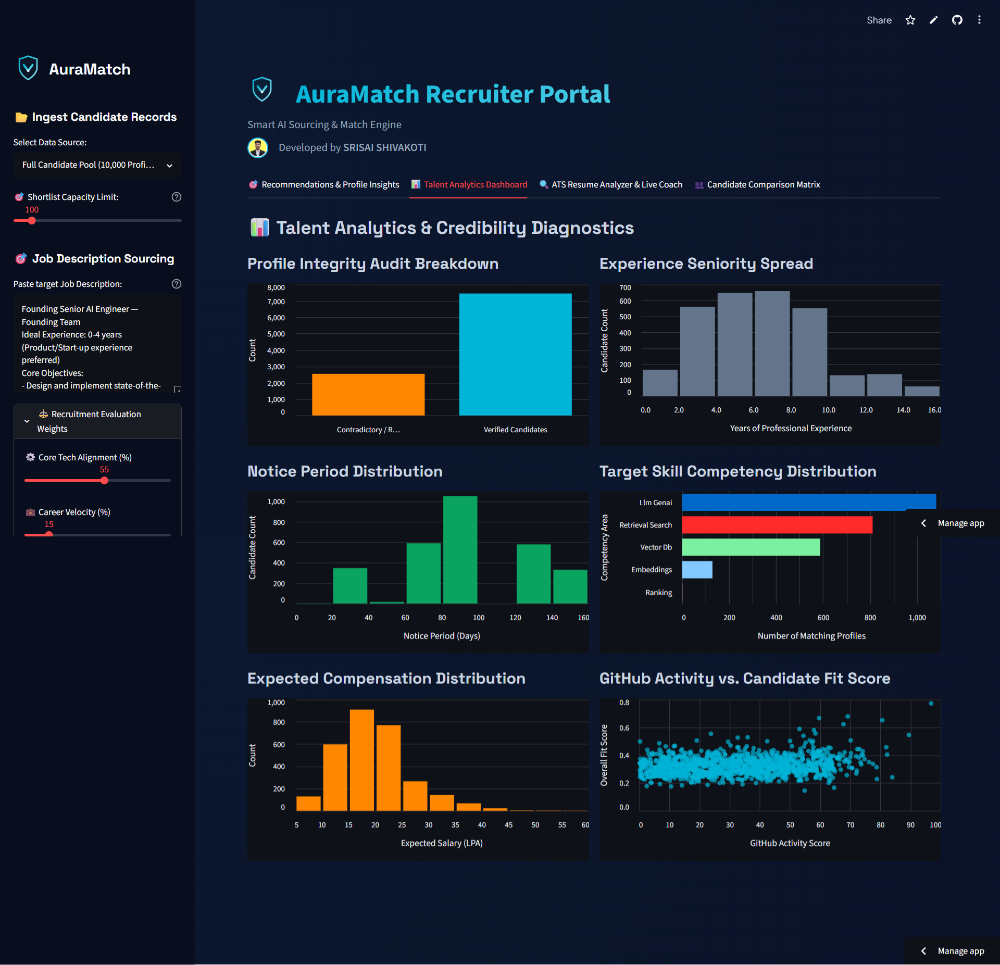 Share
AuraMatch
Ingest Candidate Records
Select Data Source:
Full Candidate Pool (10,000 Profi...
Shortlist Capacity Limit:
100
Job Description Sourcing
Paste target Job Description:
Founding Senior AI Engineer —
Founding Team
Ideal Experience: 0-4 years
(Product/Start-up experience
preferred)
Core Objectives:
- Design and implement state-of-the-
Recruitment Evaluation
Weights
Core Tech Alignment (%)
55
Career Velocity (%)
15
AuraMatch Recruiter Portal
Smart AI Sourcing & Match Engine
Developed by SRISAI SHIVAKOTI
Recommendations & Profile Insights
Talent Analytics Dashboard
ATS Resume Analyzer & Live Coach
Candidate Comparison Matrix
Talent Analytics & Credibility Diagnostics
Profile Integrity Audit Breakdown
8,000
7,000
6,000
5,000
4,000
3,000
2,000
1,000
0
Count
Contradictory / R...
Verified Candidates
Experience Seniority Spread
700
600
500
400
300
200
100
0
Candidate Count
0.0 2.0 4.0 6.0 8.0 10.0 12.0 14.0 16.0
Years of Professional Experience
Notice Period Distribution
1,000
800
600
400
200
0
Candidate Count
0 20 40 60 80 100 120 140 160
Notice Period (Days)
Target Skill Competency Distribution
Competency Area
Llm Genai
Retrieval Search
Vector Db
Embeddings
Ranking
0 200 400 600 800 1,000
Number of Matching Profiles
Manage app
Expected Compensation Distribution
1,000
800
600
400
200
0
Count
5 10 15 20 25 30 35 40 45 50 55 60
Expected Salary (LPA)
GitHub Activity vs. Candidate Fit Score
0.8
0.6
0.4
0.2
0.0
Overall Fit Score
0 10 20 30 40 50 60 70 80 90 100
GitHub Activity Score
Manage app